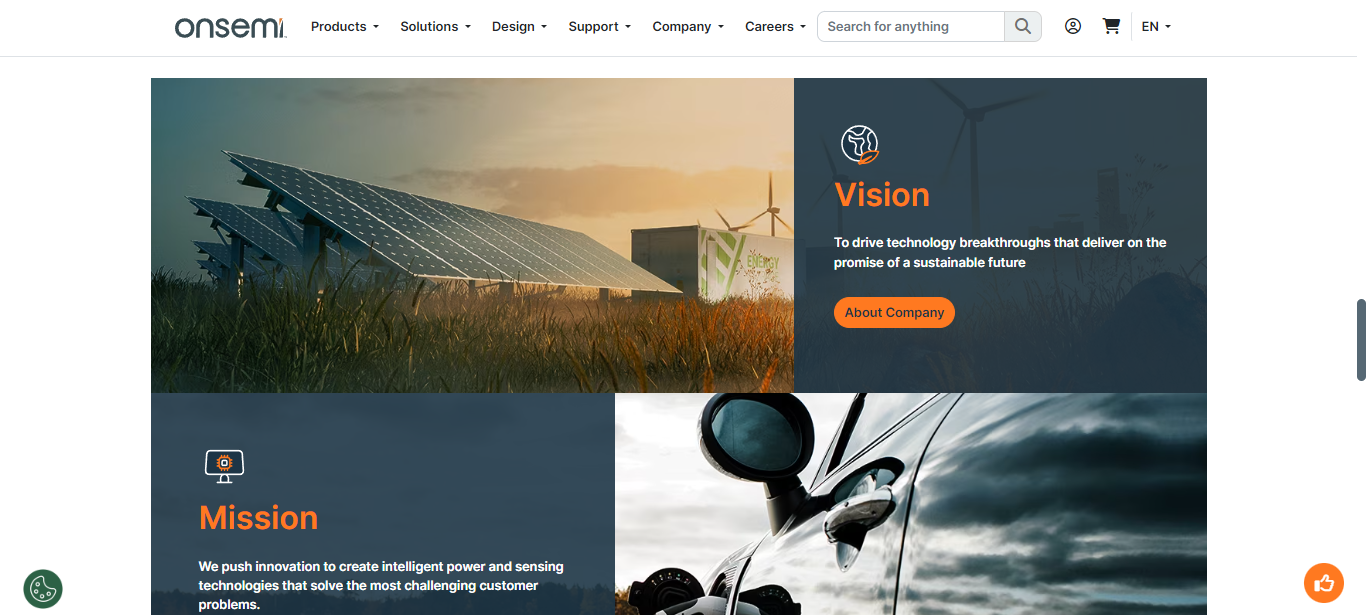 onsemi
Products Solutions Design Support Company Careers Search for anything EN
ENERGY
Vision
To drive technology breakthroughs that deliver on the
promise of a sustainable future
About Company
Mission
We push innovation to create intelligent power and sensing
technologies that solve the most challenging customer
problems.